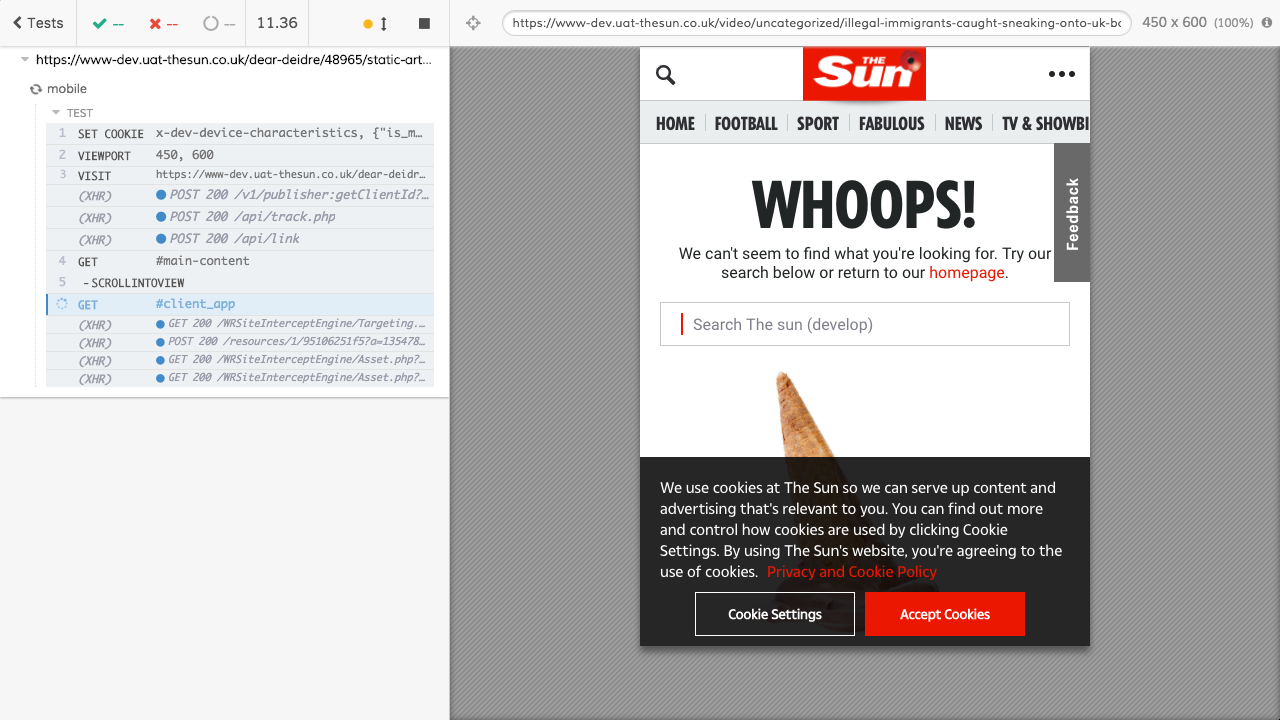 Tests
--
--
--
11.36
https://www-dev.uat-thesun.co.uk/video/uncategorized/illegal-immigrants-caught-sneaking-onto-uk-bo
450 x 600 (100%)
https://www-dev.uat-thesun.co.uk/dear-deidre/48965/static-art...
mobile
TEST
1 SET COOKIE x-dev-device-characteristics, {"is_m...
2 VIEWPORT 450, 600
3 VISIT https://www-dev.uat-thesun.co.uk/dear-deidr...
(XHR) POST 200 /v1/publisher:getClientId?...
(XHR) POST 200 /api/track.php
(XHR) POST 200 /api/link
4 GET #main-content
5 -SCROLLINTOVIEW
GET #client_app
(XHR) GET 200 /WRSiteInterceptEngine/Targeting....
(XHR) POST 200 /resources/1/95106251f5?a=135478...
(XHR) GET 200 /WRSiteInterceptEngine/Asset.php?...
(XHR) GET 200 /WRSiteInterceptEngine/Asset.php?...
THE
Sun
HOME FOOTBALL SPORT FABULOUS NEWS TV & SHOWBI
Feedback
WHOOPS!
We can't seem to find what you're looking for. Try our
search below or return to our homepage.
Search The sun (develop)
We use cookies at The Sun so we can serve up content and
advertising that's relevant to you. You can find out more
and control how cookies are used by clicking Cookie
Settings. By using The Sun's website, you're agreeing to the
use of cookies. Privacy and Cookie Policy
Cookie Settings
Accept Cookies